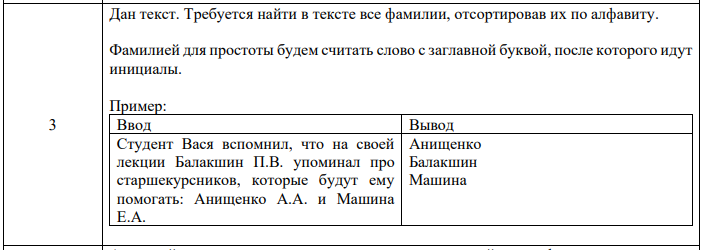 Дан текст. Требуется найти в тексте все фамилии, отсортировав их по алфавиту.
Фамилией для простоты будем считать слово с заглавной буквой, после которого идут
инициалы.
Пример:
3
Ввод
Вывод
Студент Вася вспомнил, что на своей
лекции Балакшин П.В. упоминал про
старшекурсников, которые будут ему
помогать: Анищенко А.А. и Машина
Е.А.
Анищенко
Балакшин
Машина